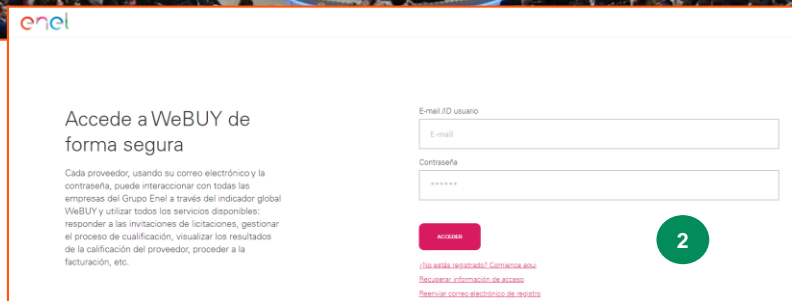 enel
Accede a WeBUY de
forma segura
Cada proveedor, usando su correo electrónico y la
contraseña, puede interaccionar con todas las
empresas del Grupo Enel a través del indicador global
WeBUY y utilizar todos los servicios disponibles:
responder a las invitaciones de licitaciones, gestionar
el proceso de cualificación, visualizar los resultados
de la calificación del proveedor, proceder a la
facturación, etc.
E-mail /ID usuario
E-mail
Contraseña
******
ACCEDER
2
¿No estás registrado? Comience aquí
Recuperar información de acceso
Reenviar correo electrónico de registro